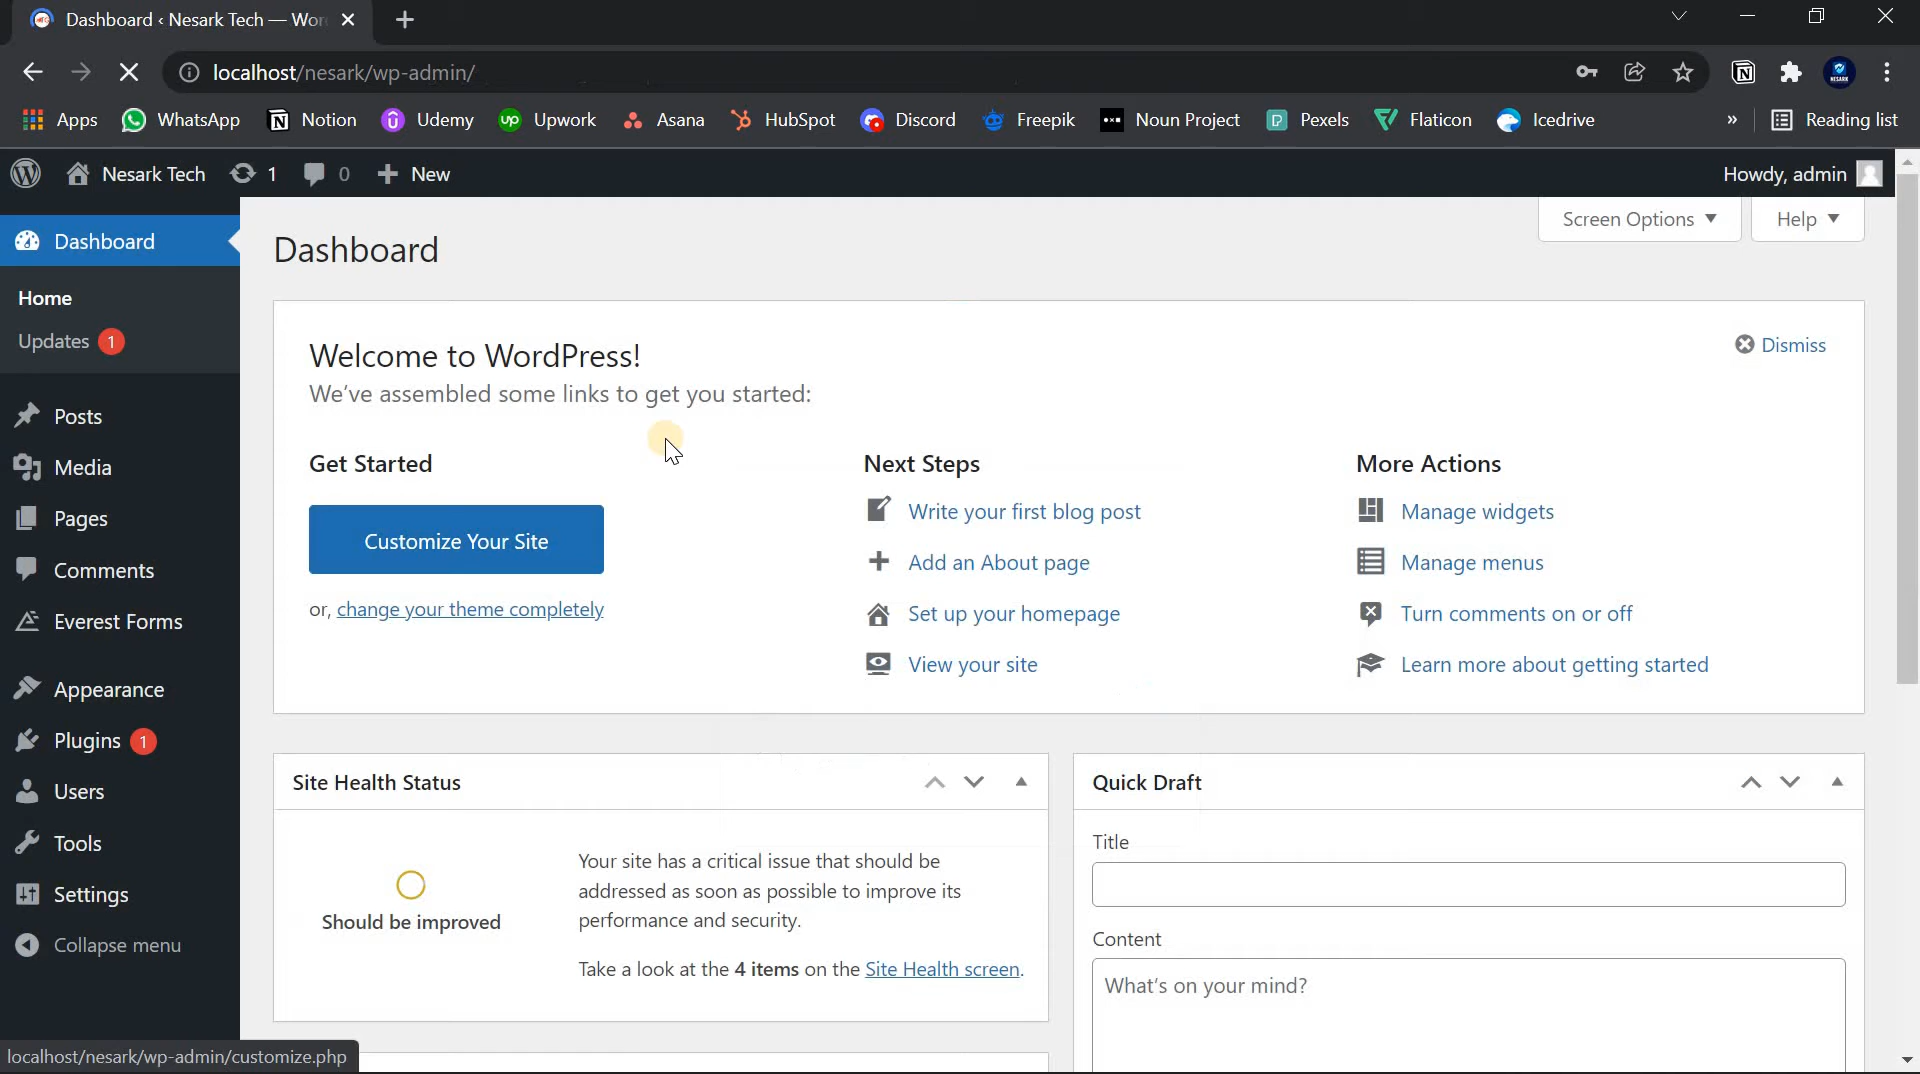 Dashboard ‹ Nesark Tech — Wor
localhost/nesark/wp-admin/
Apps WhatsApp Notion Udemy Upwork Asana HubSpot Discord Freepik Noun Project Pexels Flaticon Icedrive » Reading list
Nesark Tech 1 0 New Howdy, admin
Screen Options Help
Dashboard
Home
Updates 1
Posts
Media
Pages
Comments
Everest Forms
Appearance
Plugins 1
Users
Tools
Settings
Collapse menu
Dashboard
Welcome to WordPress!
Dismiss
We've assembled some links to get you started:
Get Started
Customize Your Site
or, change your theme completely
Next Steps
Write your first blog post
Add an About page
Set up your homepage
View your site
More Actions
Manage widgets
Manage menus
Turn comments on or off
Learn more about getting started
Site Health Status
Should be improved
Your site has a critical issue that should be
addressed as soon as possible to improve its
performance and security.
Take a look at the 4 items on the Site Health screen.
Quick Draft
Title
Content
What's on your mind?
localhost/nesark/wp-admin/customize.php